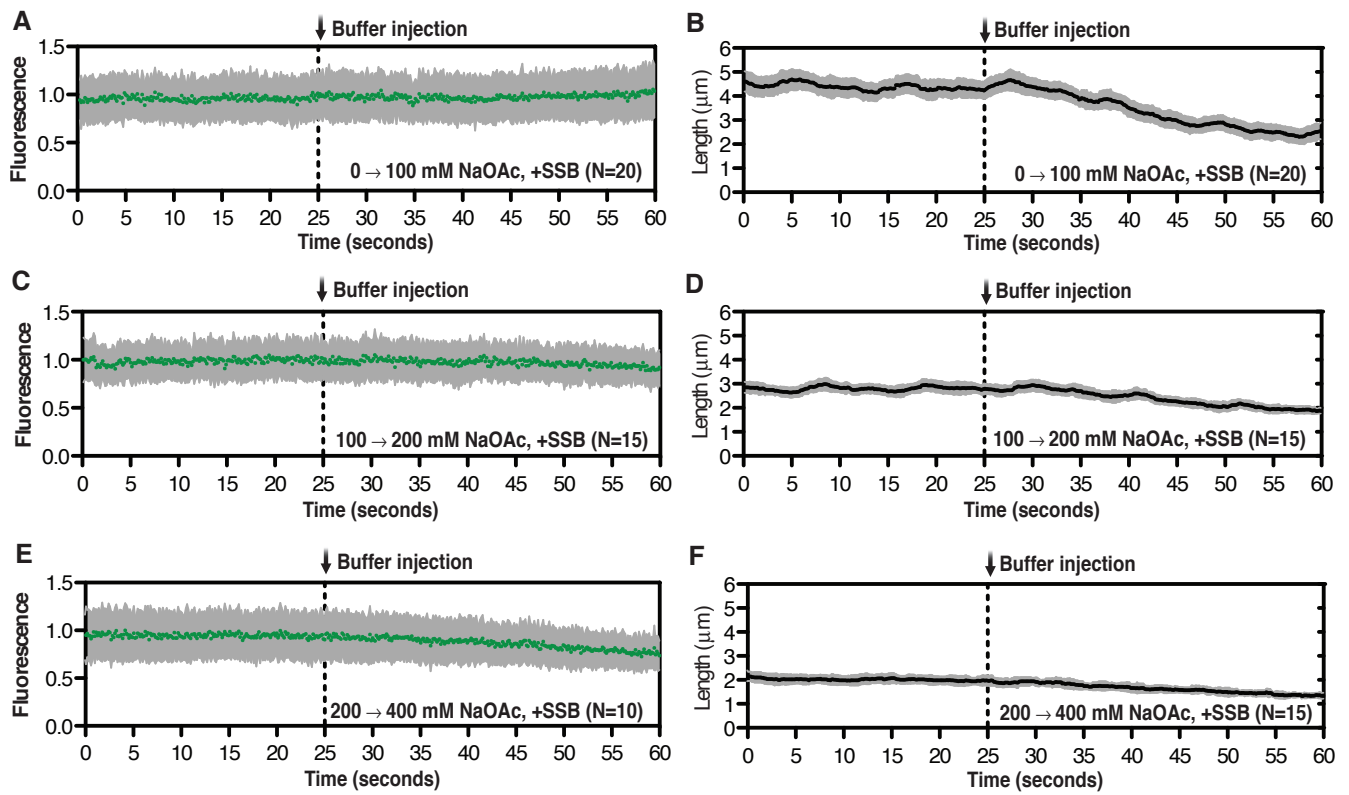 A
Buffer injection
Fluorescence
1.5
1.0
0.5
0.0
0 → 100 mM NaOAc, +SSB (N=20)
0 5 10 15 20 25 30 35 40 45 50 55 60
Time (seconds)
B
Buffer injection
Length (μm)
6
5
4
3
2
1
0
0 → 100 mM NaOAc, +SSB (N=20)
0 5 10 15 20 25 30 35 40 45 50 55 60
Time (seconds)
C
Buffer injection
Fluorescence
1.5
1.0
0.5
0.0
100 → 200 mM NaOAc, +SSB (N=15)
0 5 10 15 20 25 30 35 40 45 50 55 60
Time (seconds)
D
Buffer injection
Length (μm)
6
5
4
3
2
1
0
100 → 200 mM NaOAc, +SSB (N=15)
0 5 10 15 20 25 30 35 40 45 50 55 60
Time (seconds)
E
Buffer injection
Fluorescence
1.5
1.0
0.5
0.0
200 → 400 mM NaOAc, +SSB (N=10)
0 5 10 15 20 25 30 35 40 45 50 55 60
Time (seconds)
F
Buffer injection
Length (μm)
6
5
4
3
2
1
0
200 → 400 mM NaOAc, +SSB (N=15)
0 5 10 15 20 25 30 35 40 45 50 55 60
Time (seconds)